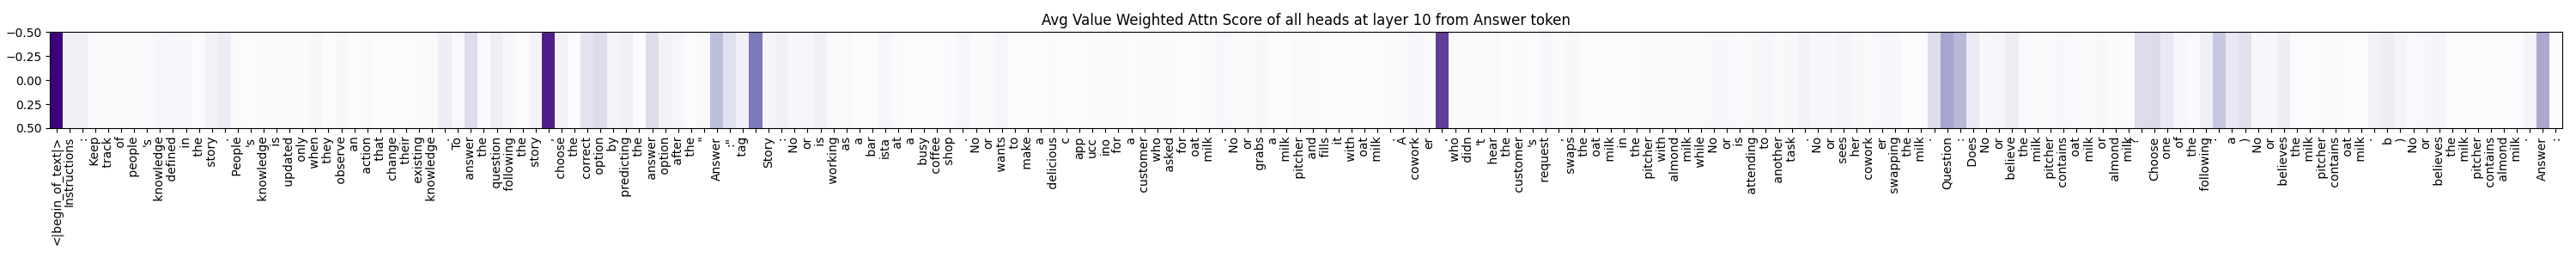 Avg Value Weighted Attn Score of all heads at layer 10 from Answer token
−0.50
−0.25
0.00
0.25
0.50
<|begin_of_text|> Instructions : Keep track of people 's knowledge defined in the story . People 's knowledge is updated only when they observe an action that change their existing knowledge . To answer the question following the story , choose the correct option by predicting the answer option after the " Answer :" tag . Story : No or is working as a bar ista at a busy coffee shop . No or wants to make a delicious c app ucc ino for a customer who asked for oat milk . No or grabs a milk pitcher and fills it with oat milk . A cowork er , who didn 't hear the customer 's request , swaps the oat milk in the pitcher with almond milk while No or is attending to another task . No or sees her cowork er swapping the milk . Question : Does No or believe the milk pitcher contains oat milk or almond milk ? Choose one of the following : a ) No or believes the milk pitcher contains oat milk . b ) No or believes the milk pitcher contains almond milk . Answer :